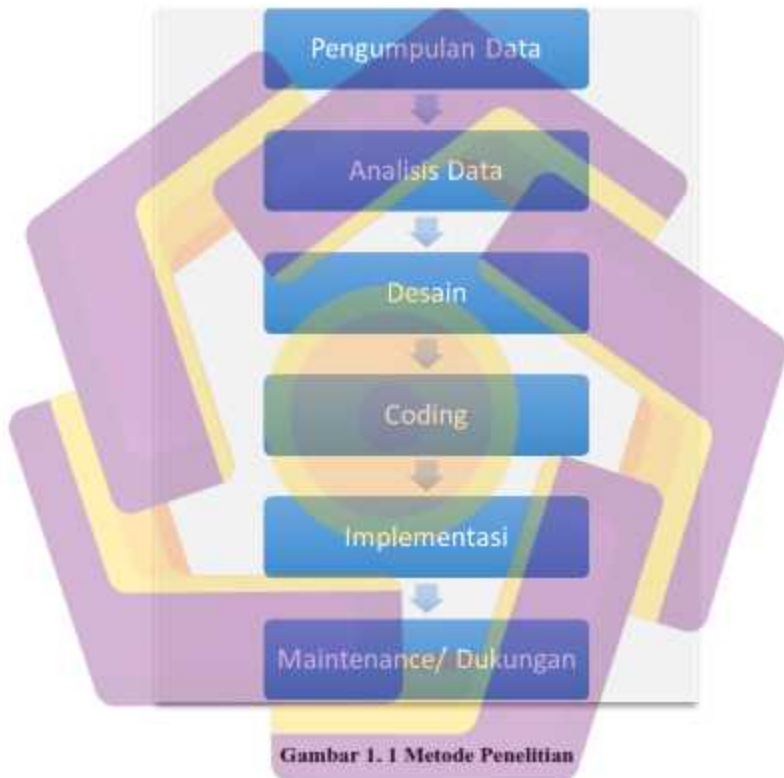 Pengumpulan Data
Analisis Data
Desain
Coding
Implementasi
Maintenance/ Dukungan
Gambar 1. 1 Metode Penelitian